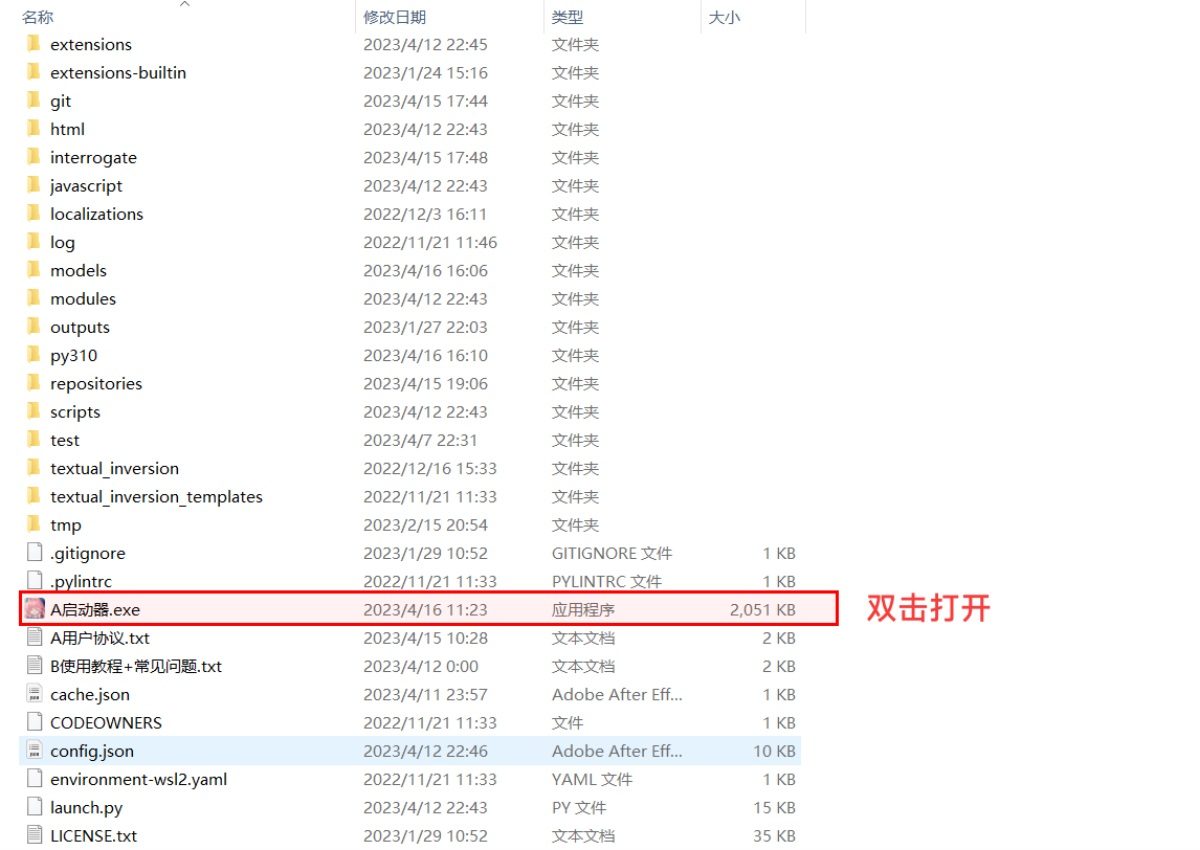 名称 修改日期 类型 大小
extensions 2023/4/12 22:45 文件夹
extensions-builtin 2023/1/24 15:16 文件夹
git 2023/4/15 17:44 文件夹
html 2023/4/12 22:43 文件夹
interrogate 2023/4/15 17:48 文件夹
javascript 2023/4/12 22:43 文件夹
localizations 2022/12/3 16:11 文件夹
log 2022/11/21 11:46 文件夹
models 2023/4/16 16:06 文件夹
modules 2023/4/12 22:43 文件夹
outputs 2023/1/27 22:03 文件夹
py310 2023/4/16 16:10 文件夹
repositories 2023/4/15 19:06 文件夹
scripts 2023/4/12 22:43 文件夹
test 2023/4/7 22:31 文件夹
textual_inversion 2022/12/16 15:33 文件夹
textual_inversion_templates 2022/11/21 11:33 文件夹
tmp 2023/2/15 20:54 文件夹
.gitignore 2023/1/29 10:52 GITIGNORE 文件 1 KB
.pylintrc 2022/11/21 11:33 PYLINTRC 文件 1 KB
A启动器.exe 2023/4/16 11:23 应用程序 2,051 KB 双击打开
A用户协议.txt 2023/4/15 10:28 文本文档 2 KB
B使用教程+常见问题.txt 2023/4/12 0:00 文本文档 2 KB
cache.json 2023/4/11 23:57 Adobe After Eff... 1 KB
CODEOWNERS 2022/11/21 11:33 文件 1 KB
config.json 2023/4/12 22:46 Adobe After Eff... 10 KB
environment-wsl2.yaml 2022/11/21 11:33 YAML 文件 1 KB
launch.py 2023/4/12 22:43 PY 文件 15 KB
LICENSE.txt 2023/1/29 10:52 文本文档 35 KB